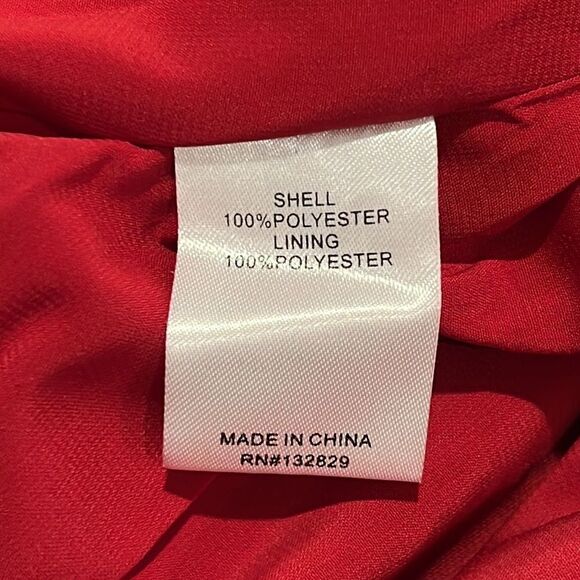 SHELL
100%POLYESTER
LINING
100%POLYESTER
MADE IN CHINA
RN#132829